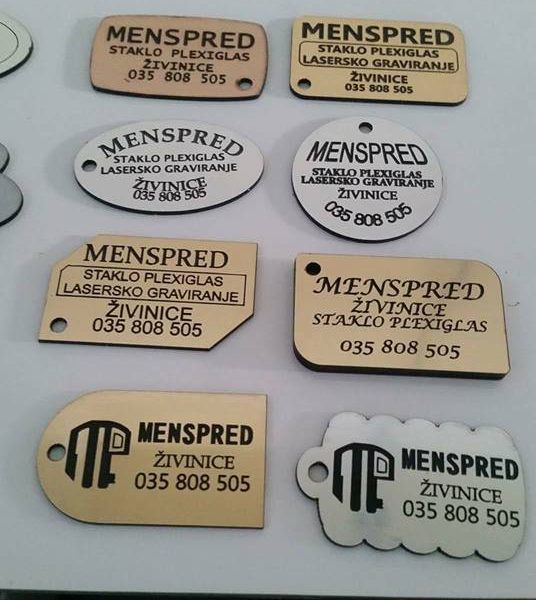 MENSPRED
STAKLO PLEXIGLAS
ŽIVINICE
035 808 505
MENSPRED
STAKLO PLEXIGLAS
LASERSKO GRAVIRANJE
ŽIVINICE
035 808 505
MENSPRED
STAKLO PLEXIGLAS
LASERSKO GRAVIRANJE
ŽIVINICE
035 808 505
MENSPRED
STAKLO PLEXIGLAS
LASERSKO GRAVIRANJE
ŽIVINICE
035 808 505
MENSPRED
STAKLO PLEXIGLAS
LASERSKO GRAVIRANJE
ŽIVINICE
035 808 505
MENSPRED
ŽIVINICE
STAKLO PLEXIGLAS
035 808 505
MENSPRED
ŽIVINICE
035 808 505
MENSPRED
ŽIVINICE
035 808 505